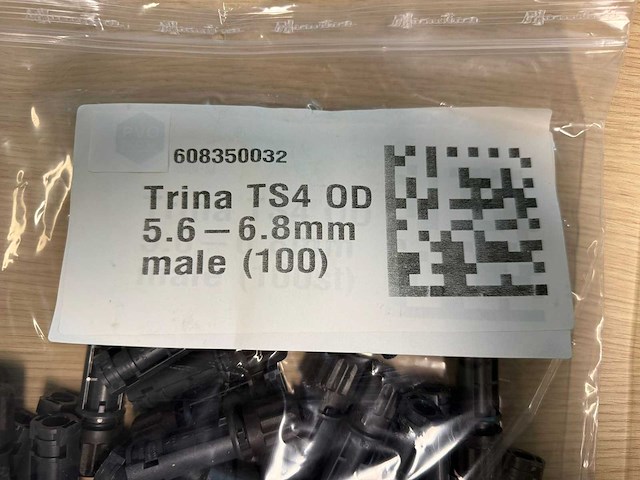 608350032
Trina TS4 OD
5.6–6.8mm
male (100)